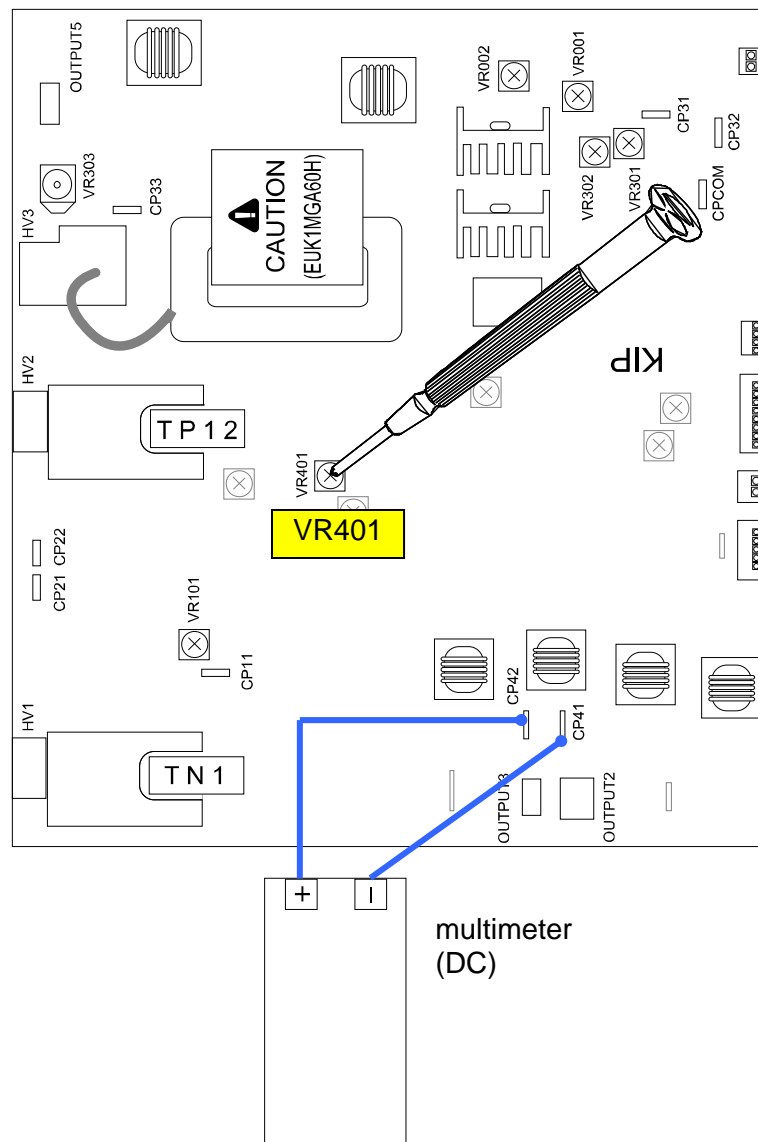 OUTPUT5
VR002
VR001
CP31
CP32
VR303
CP33
CAUTION
(EUK1MGA60H)
VR302
VR301
CPCOM
HV3
KIP
HV2
TP12
VR401
VR401
CP22
CP21
VR101
CP11
CP42
CP41
HV1
TN1
OUTPUT3
OUTPUT2
+
−
multimeter
(DC)